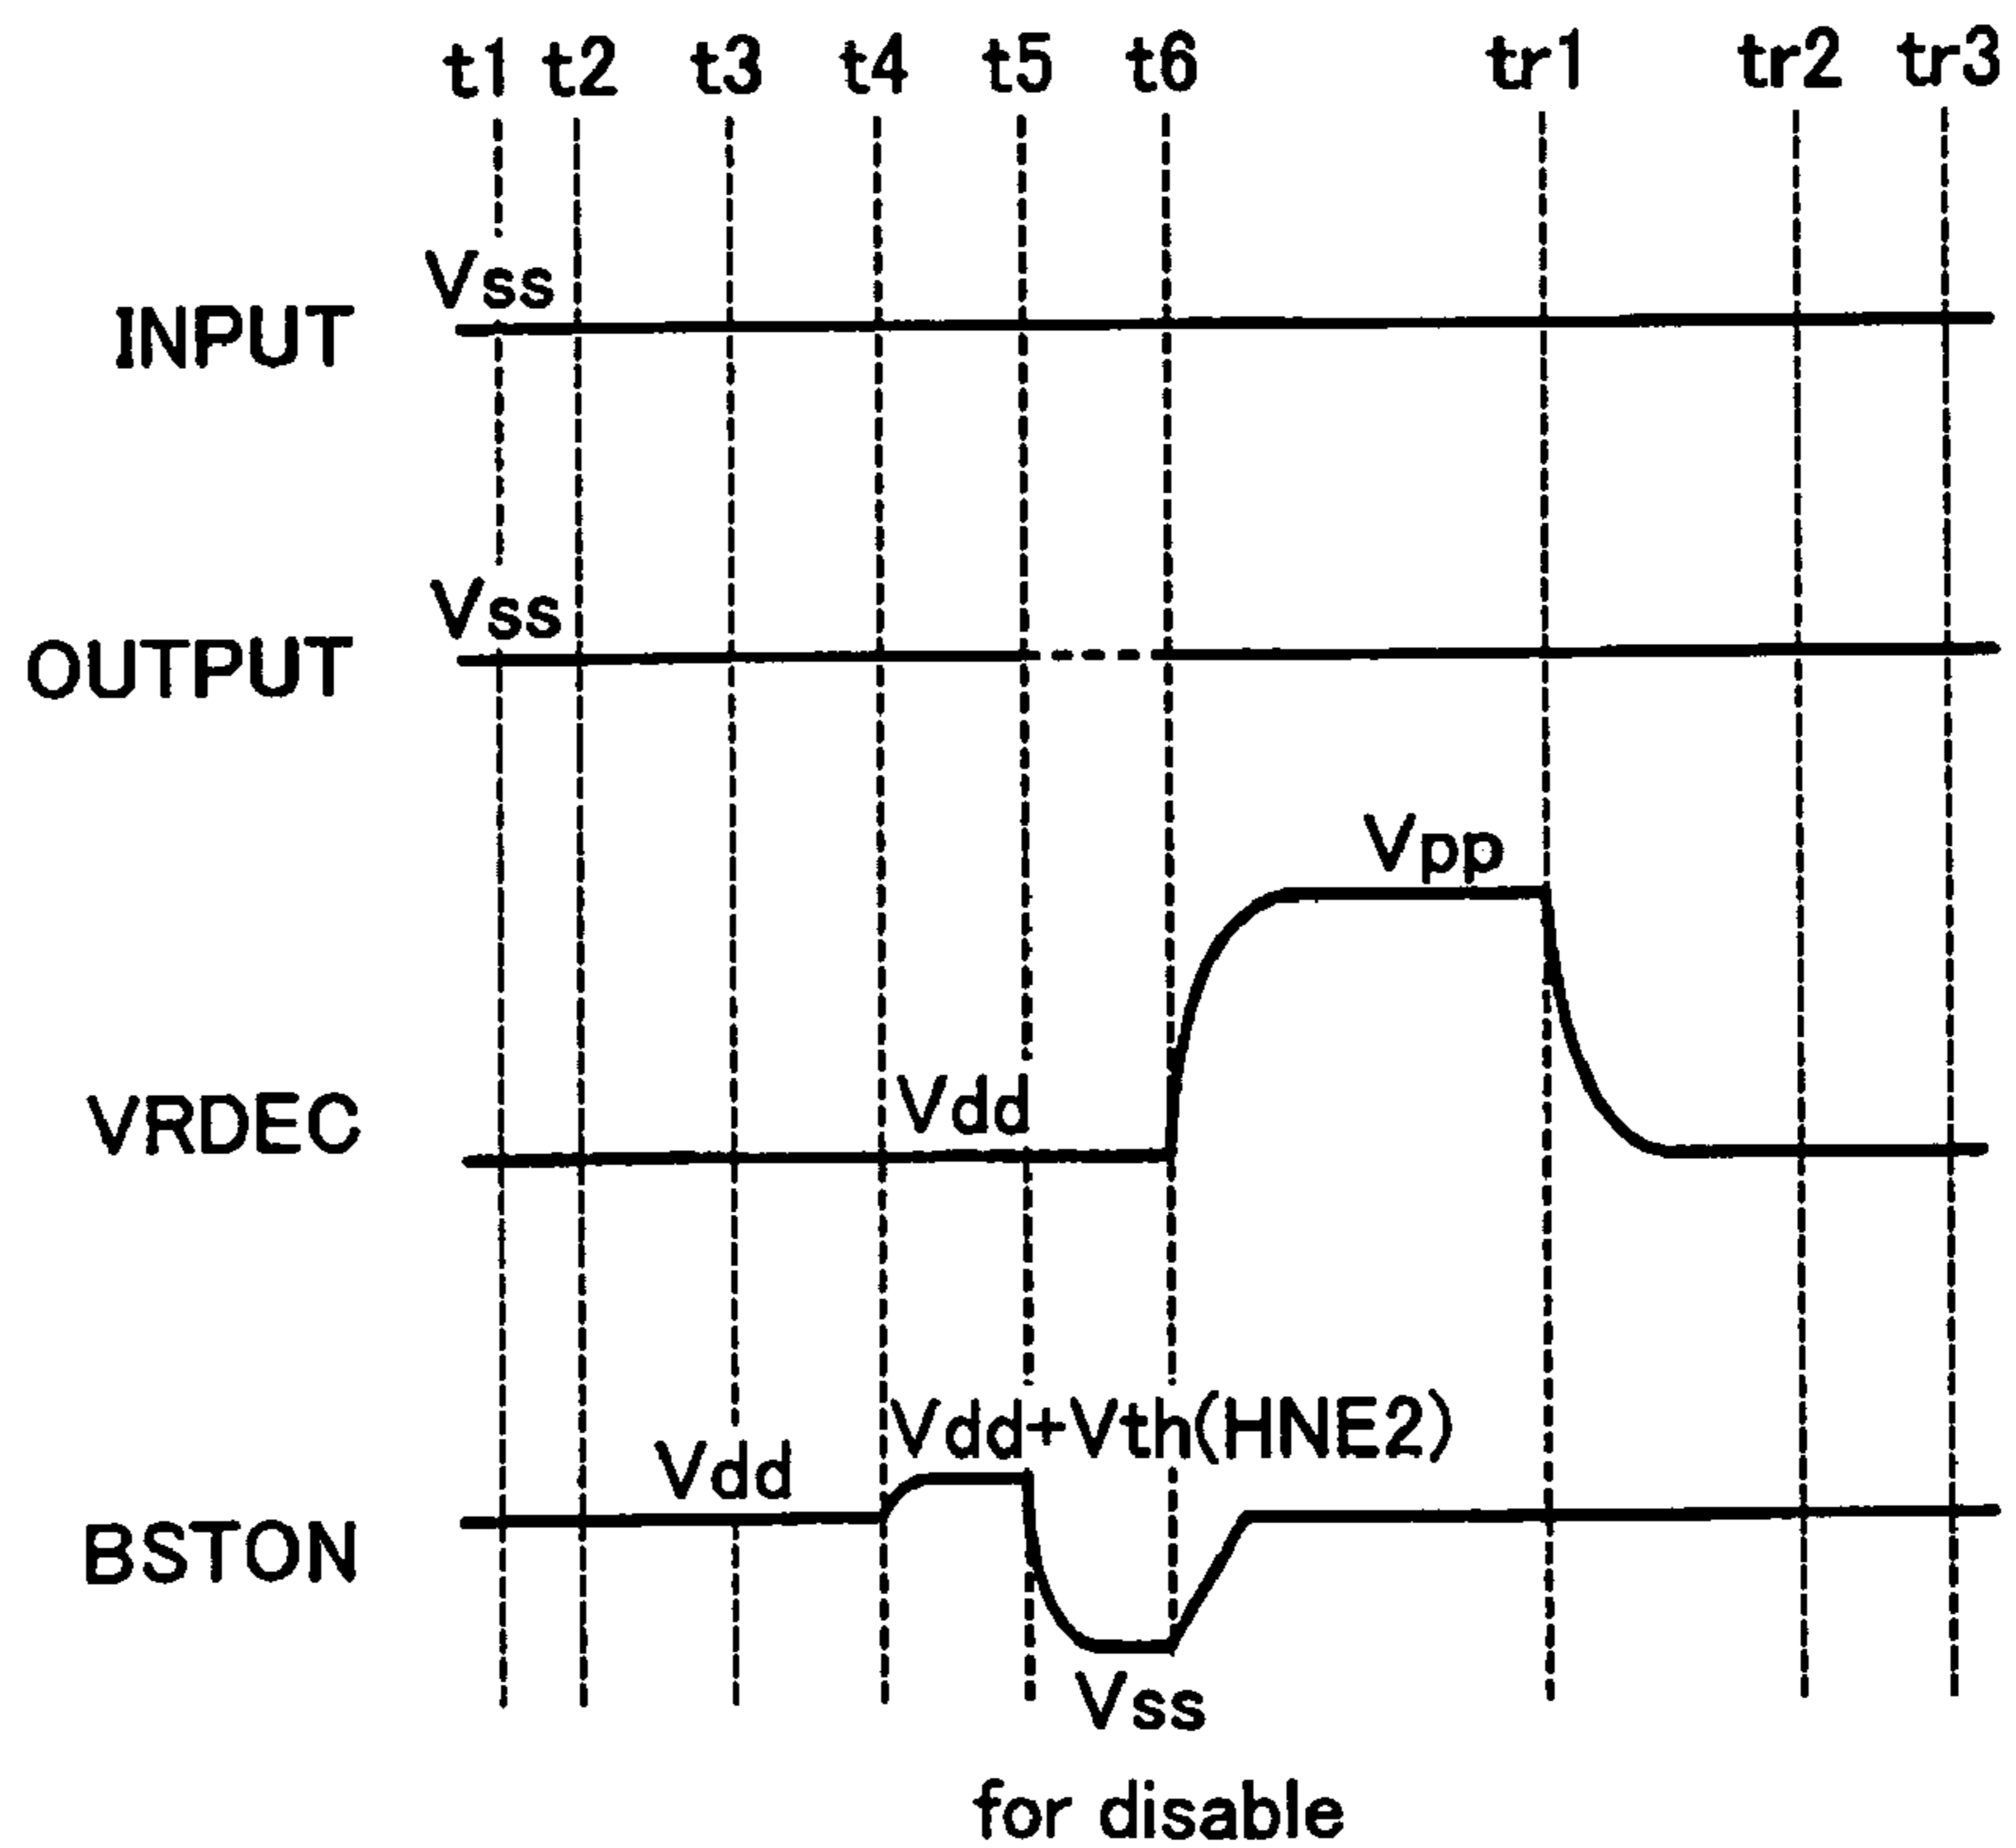 t1 t2 t3 t4 t5 t6 tr1 tr2 tr3
Vss
INPUT
Vss
OUTPUT
Vpp
Vdd
VRDEC
Vdd+Vth(HNE2)
Vdd
BSTON
Vss
for disable